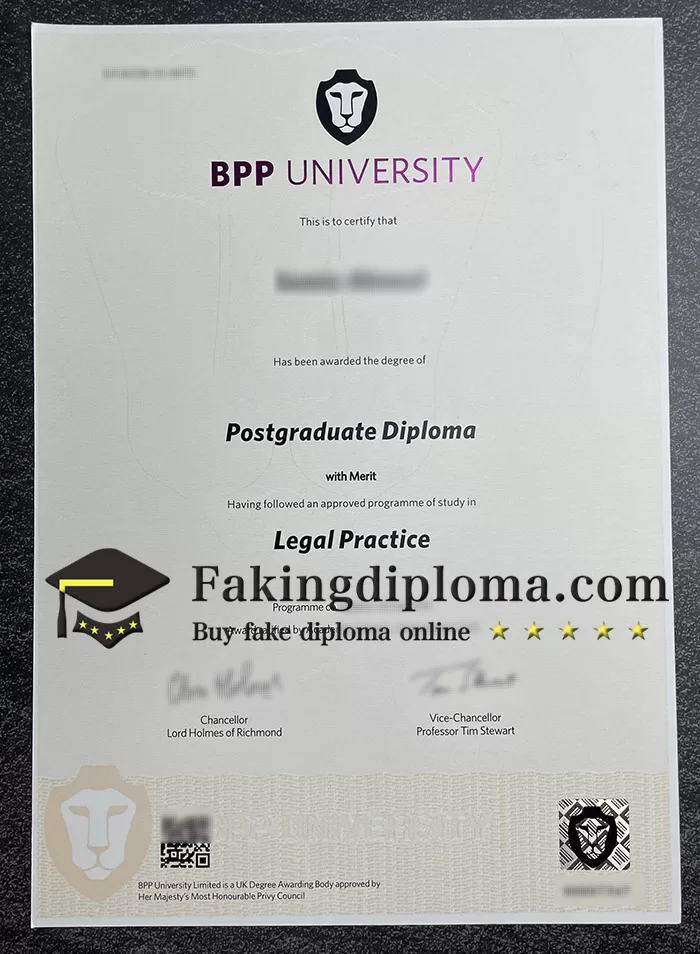 BPP UNIVERSITY
This is to certify that
Has been awarded the degree of
Postgraduate Diploma
with Merit
Having followed an approved programme of study in
Legal Practice
Fakingdiploma.com
Programme
Buy fake diploma online
Chancellor
Lord Holmes of Richmond
Vice-Chancellor
Professor Tim Stewart
BPP University Limited is a UK Degree Awarding Body approved by
Her Majesty's Most Honourable Privy Council